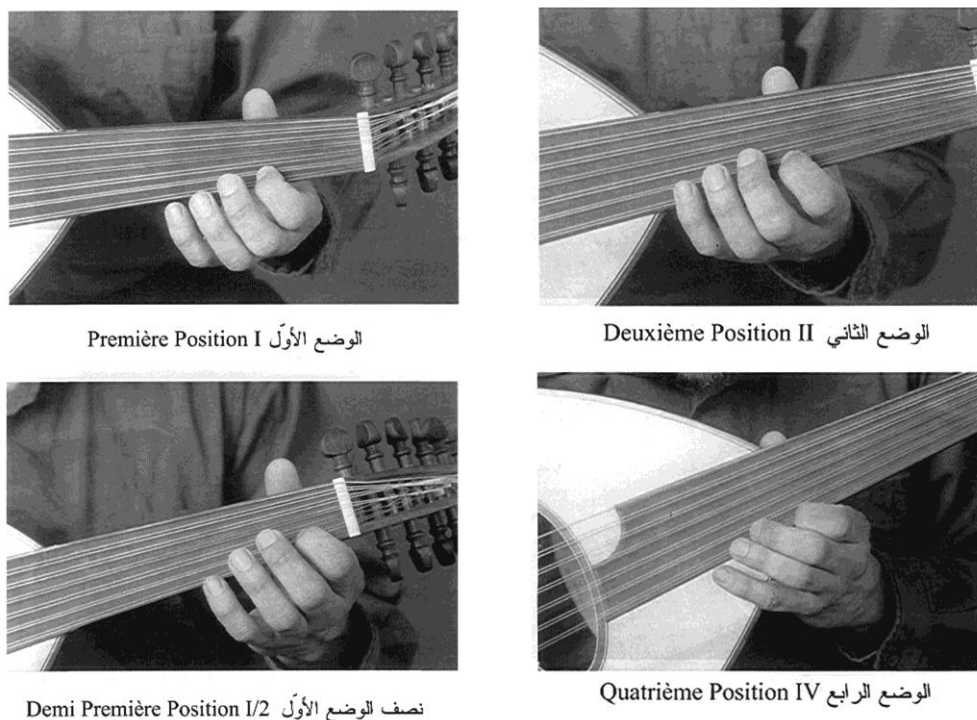 Première Position I الوضع الأوّل
Deuxième Position II الوضع الثاني
Demi Première Position I/2 نصف الوضع الأوّل
Quatrième Position IV الوضع الرابع